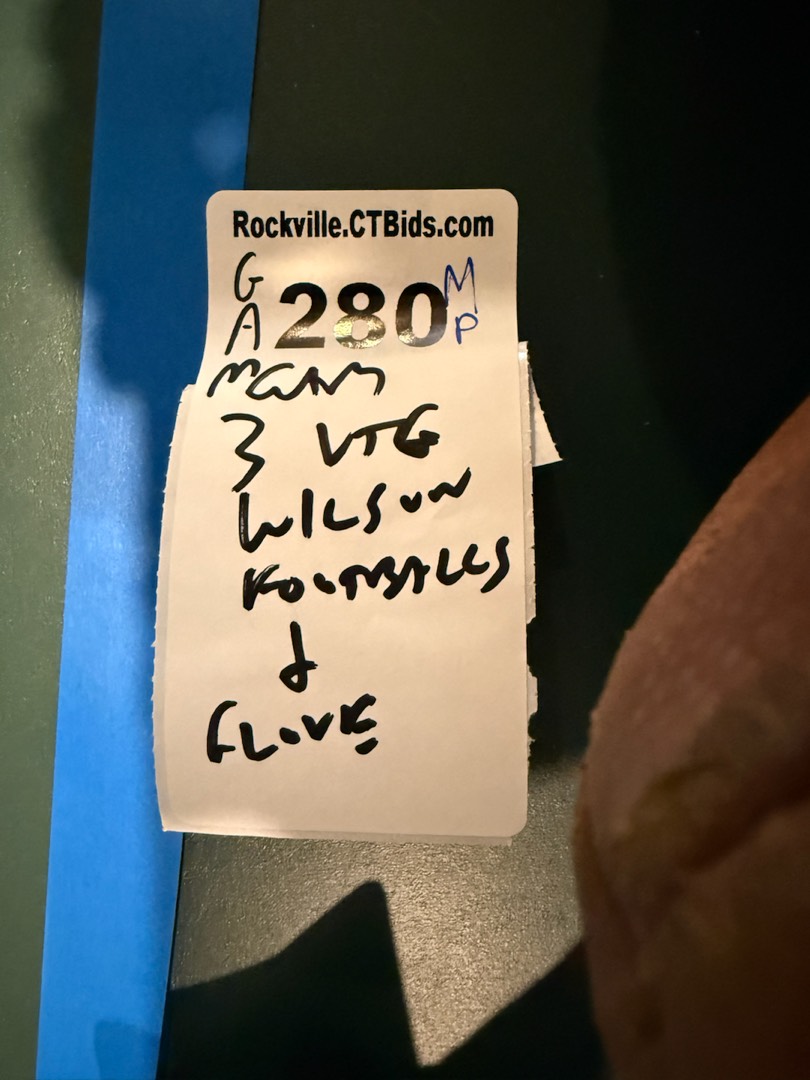 Rockville.CTBids.com
G
A 280 M
P
3 VTG
WILSON
FOOTBALLS
&
GLOVE